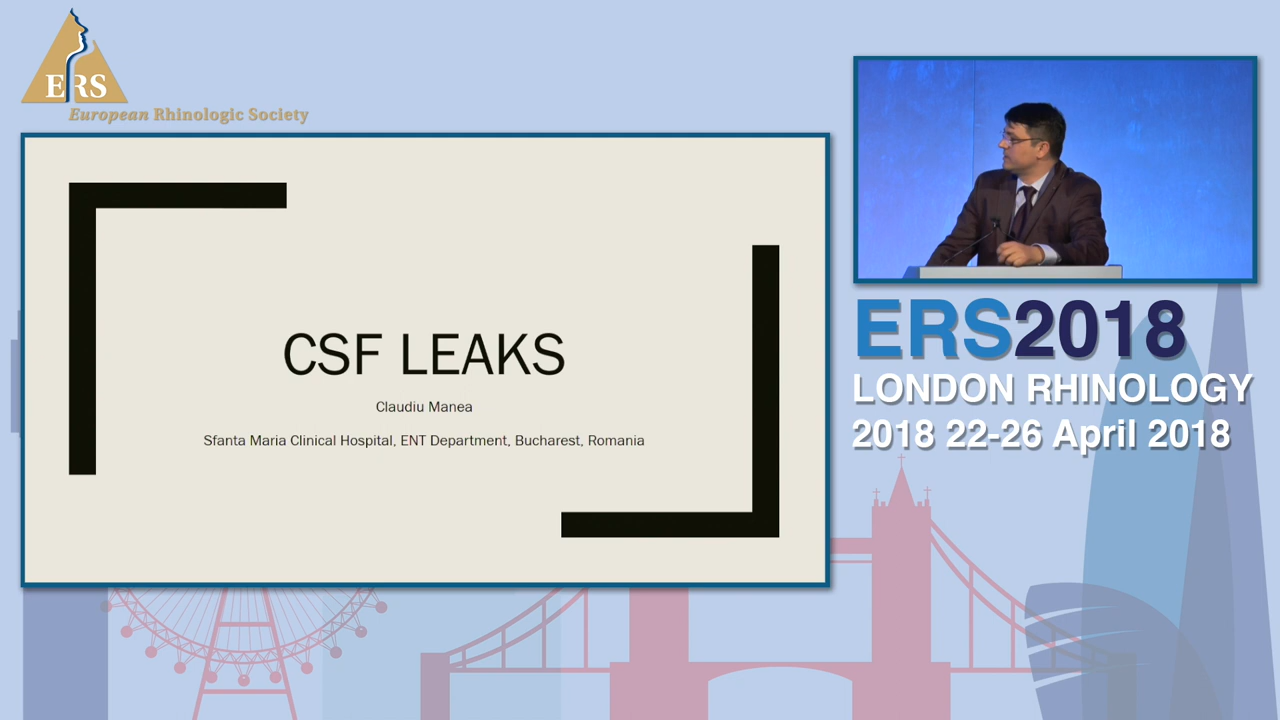 ERS
European Rhinologic Society
CSF LEAKS
Claudiu Manea
Sfanta Maria Clinical Hospital, ENT Department, Bucharest, Romania
ERS2018
LONDON RHINOLOGY
2018 22-26 April 2018